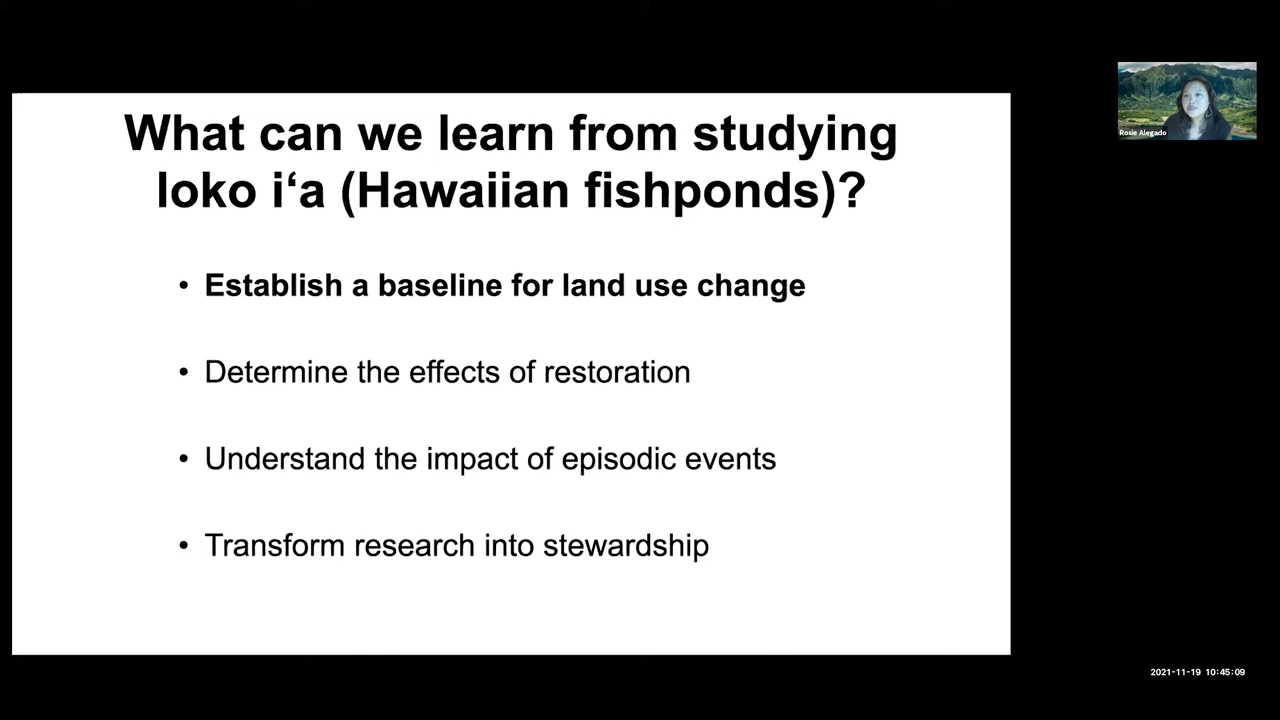 What can we learn from studying
loko i‘a (Hawaiian fishponds)?
• Establish a baseline for land use change
• Determine the effects of restoration
• Understand the impact of episodic events
• Transform research into stewardship
Rosie Alegado
2021-11-19 10:45:09